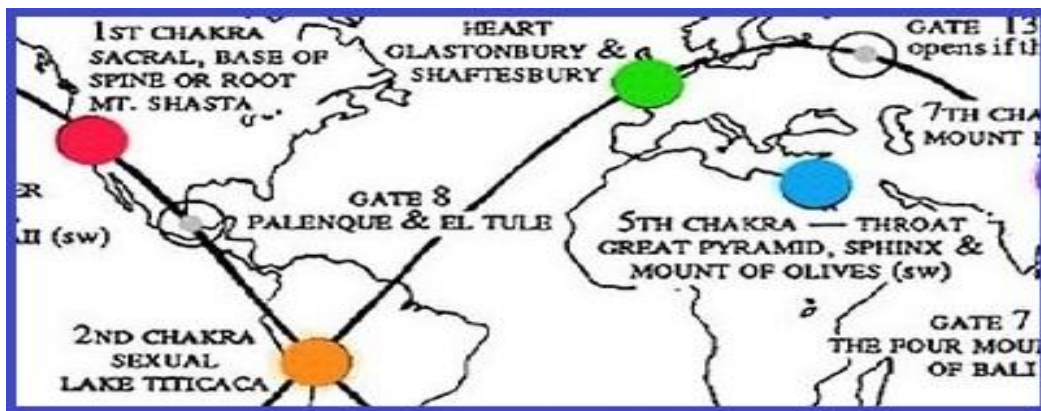 1ST CHAKRA
SACRAL, BASE OF
SPINE OR ROOT
MT. SHASTA
HEART
GLASTONBURY &
SHAFTESBURY
GATE 13
opens if th
7TH CHA
MOUNT
ER
II (sw)
GATE 8
PALENQUE & EL TULE
5TH CHAKRA — THROAT
GREAT PYRAMID, SPHINX &
MOUNT OF OLIVES (sw)
2ND CHAKRA
SEXUAL
LAKE TITICACA
GATE 7
THE FOUR MOU
OF BALI